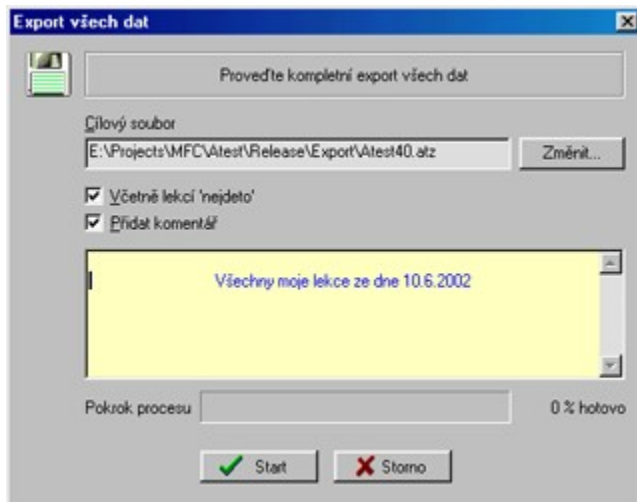 Export všech dat
Proveďte kompletní export všech dat
Cílový soubor
E:\Projects\MFC\Atest\Release\Export\Atest40.atz
Změnit...
Včetně lekcí 'nejdeto'
Přidat komentář
Všechny moje lekce ze dne 10.6.2002
Pokrok procesu
0 % hotovo
Start
Storno